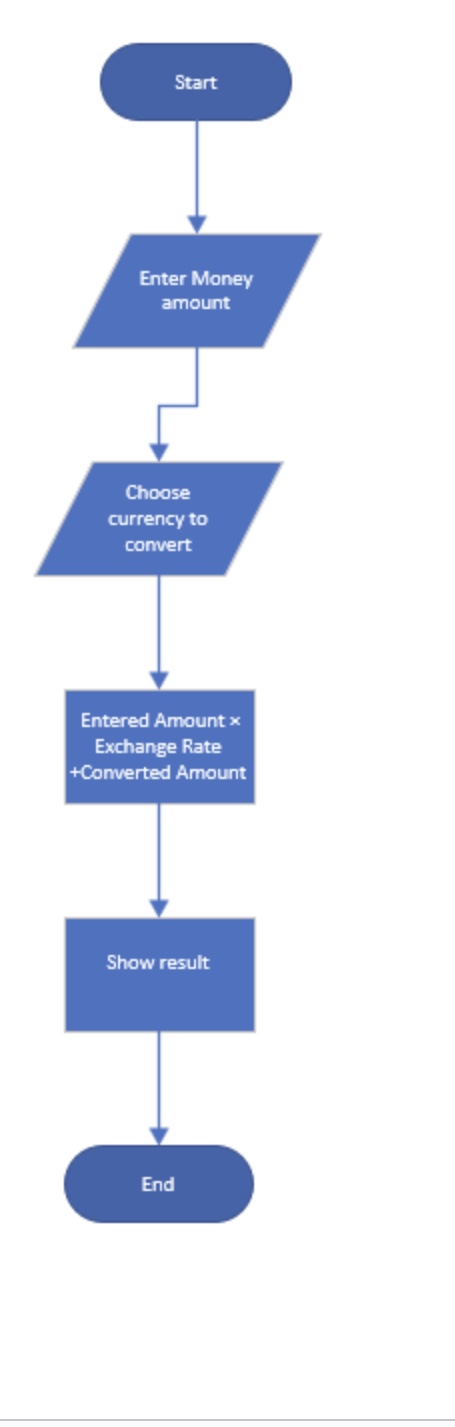 Start
Enter Money
amount
Choose
currency to
convert
Entered Amount ×
Exchange Rate
+Converted Amount
Show result
End